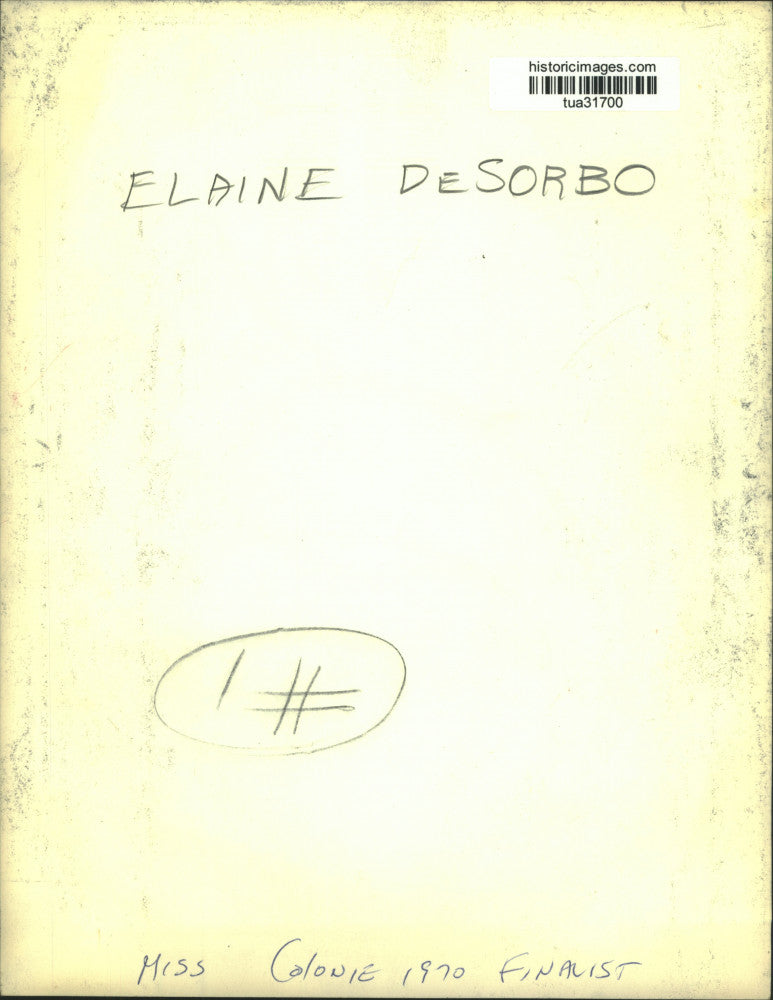 historicimages.com
tua31700
ELAINE DeSORBO
1 #
MISS Colonie 1970 FINALIST